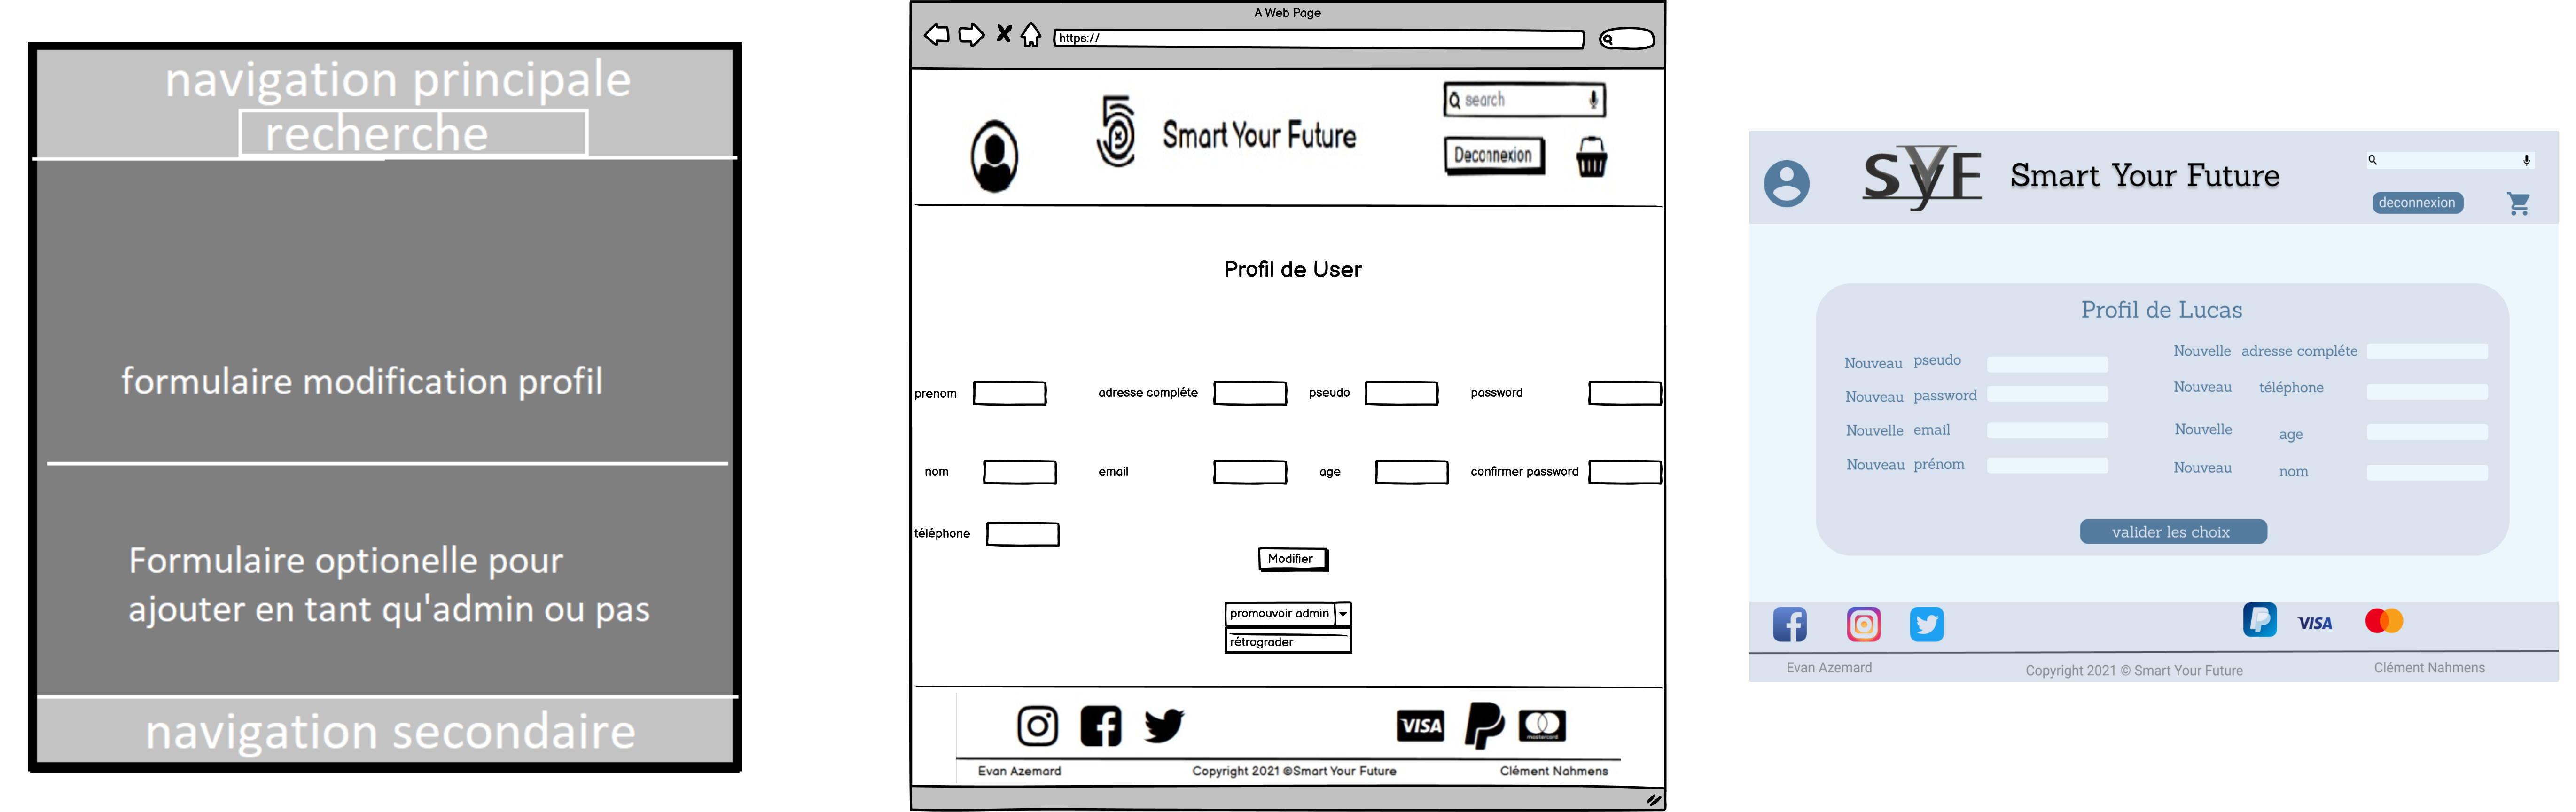 navigation principale
recherche
formulaire modification profil
Formulaire optionelle pour
ajouter en tant qu'admin ou pas
navigation secondaire
A Web Page
https://
search
Smart Your Future
Deconnexion
Profil de User
prenom
adresse compléte
pseudo
password
nom
email
age
confirmer password
téléphone
Modifier
promouvoir admin
rétrograder
VISA
mastercard
Evan Azemard
Copyright 2021 ©Smart Your Future
Clément Nahmens
SYF
Smart Your Future
deconnexion
Profil de Lucas
Nouveau pseudo
Nouveau password
Nouvelle email
Nouveau prénom
Nouvelle adresse compléte
Nouveau téléphone
Nouvelle age
Nouveau nom
valider les choix
VISA
Evan Azemard
Copyright 2021 © Smart Your Future
Clément Nahmens